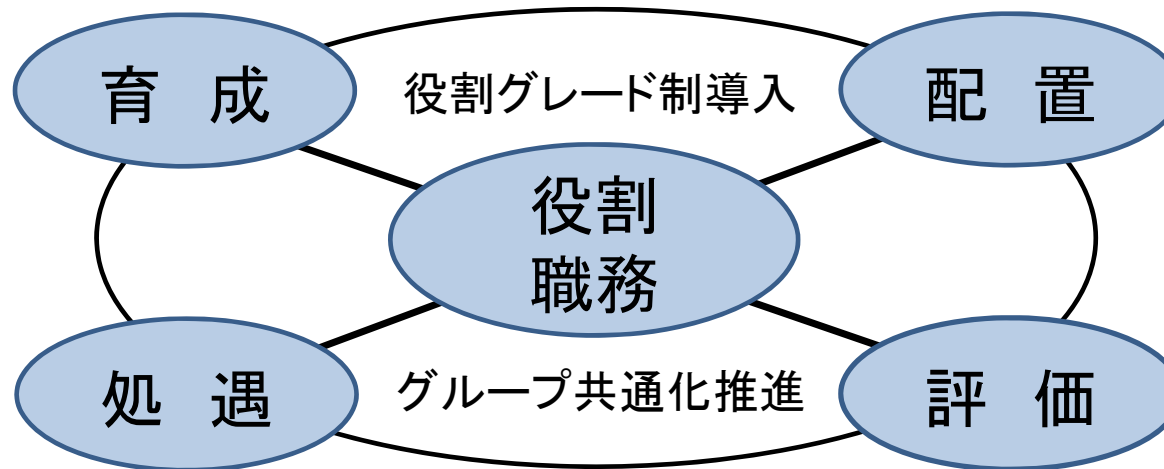 育　成
役割グレード制導入
配　置
役割
職務
処　遇
グループ共通化推進
評　価